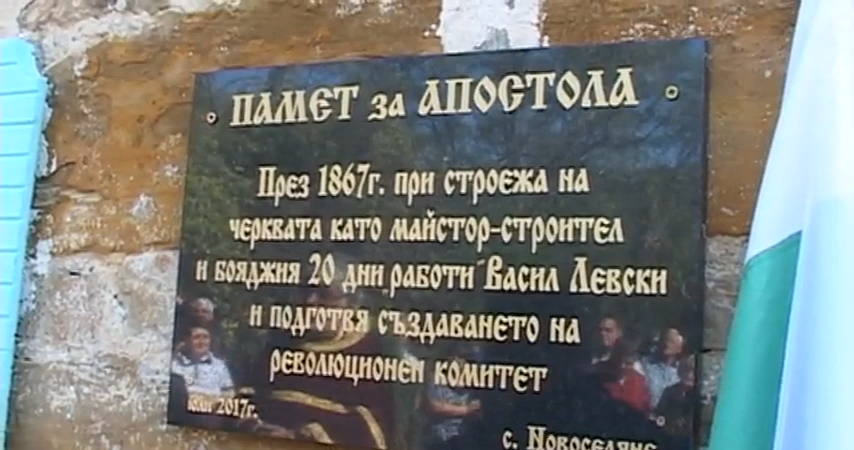 ПАМЕТ за АПОСТОЛА
През 1867г. при строежа на
черквата като майстор-строител
и бояджия 20 дни работи Васил Левски
и подготвя създаването на
революционен комитет
юли 2017г.
с. Новоселяне